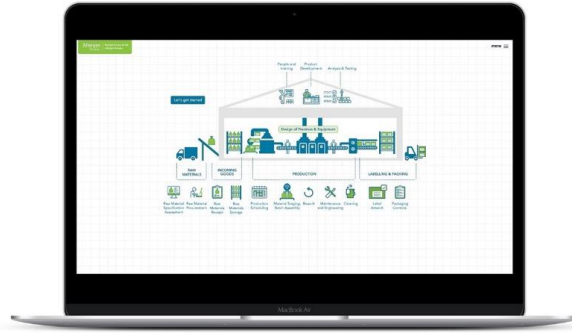 menu
People and
training
Product
Development
Analysis & Testing
Let's get started
Design of Premises & Equipment
RAW
MATERIALS
INCOMING
GOODS
PRODUCTION
LABELLING & PACKING
Raw Material
Specification
Assessment
Raw Material
Procurement
Raw
Materials
Receipt
Raw
Materials
Storage
Production
Scheduling
Material Staging,
Batch Assembly
Rework
Maintenance
and Engineering
Cleaning
Label
Artwork
Packaging
Controls
MacBook Air